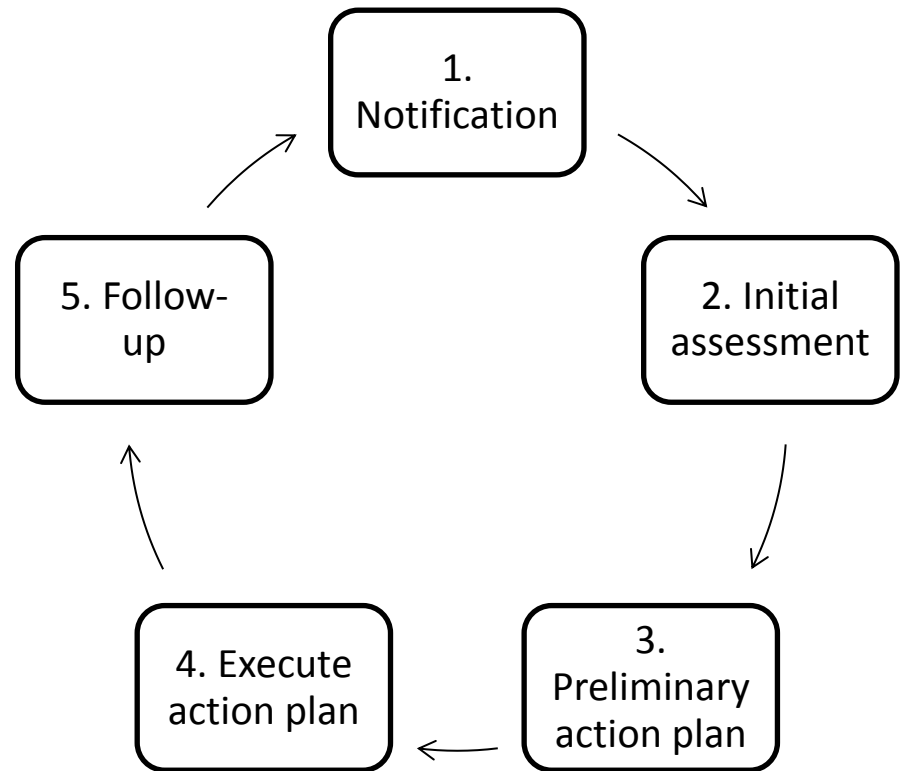 1.
Notification
2. Initial
assessment
3.
Preliminary
action plan
4. Execute
action plan
5. Follow-
up